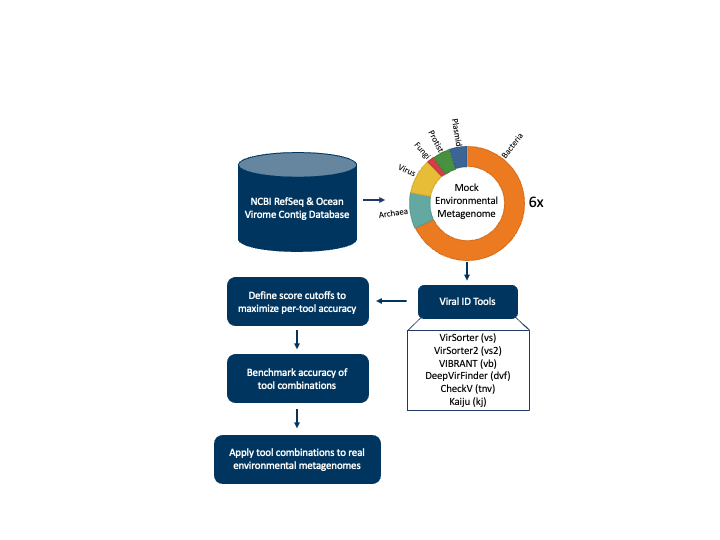 NCBI RefSeq & Ocean
Virome Contig Database
Archaea
Virus
Fungi
Protist
Plasmid
Bacteria
Mock
Environmental
Metagenome
6x
Viral ID Tools
VirSorter (vs)
VirSorter2 (vs2)
VIBRANT (vb)
DeepVirFinder (dvf)
CheckV (tnv)
Kaiju (kj)
Define score cutoffs to
maximize per-tool accuracy
Benchmark accuracy of
tool combinations
Apply tool combinations to real
environmental metagenomes